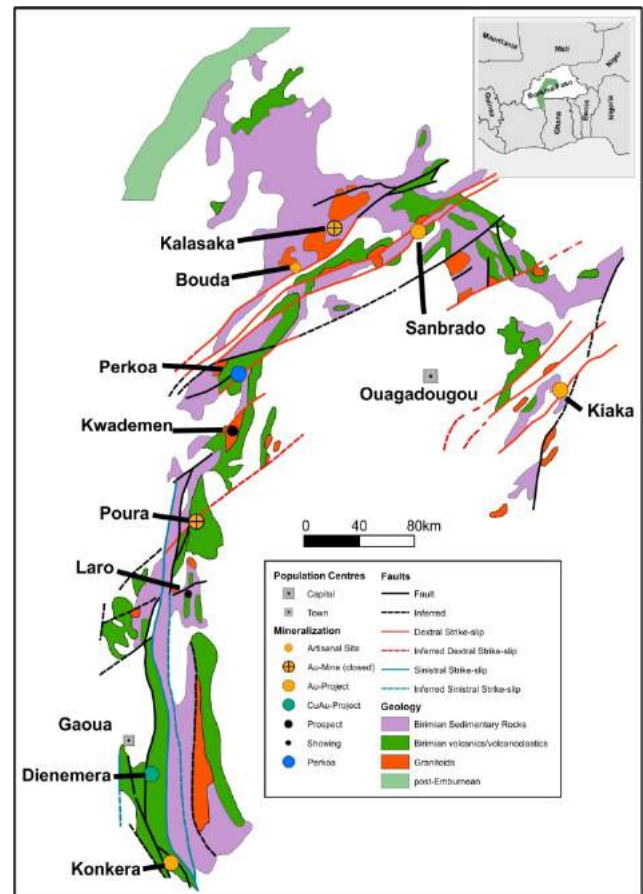 Mauritania
Mali
Niger
Burkina Faso
Guinea
Ghana
Benin
Nigeria
Kalasaka
Bouda
Sanbrado
Perkoa
Ouagadougou
Kiaka
Kwademen
Poura
0 40 80km
Laro
Gaoua
Dienemera
Konkera
Population Centres
Capital
Town
Mineralization
Artisanal Site
Au-Mine (closed)
Au-Project
CuAu-Project
Prospect
Showing
Perkoa
Faults
Fault
Inferred
Dextral Strike-slip
Inferred Dextral Strike-slip
Sinistral Strike-slip
Inferred Sinistral Strike-slip
Geology
Birimian Sedimentary Rocks
Birimian volcanics/volcanoclastics
Granitoids
post-Emburnean